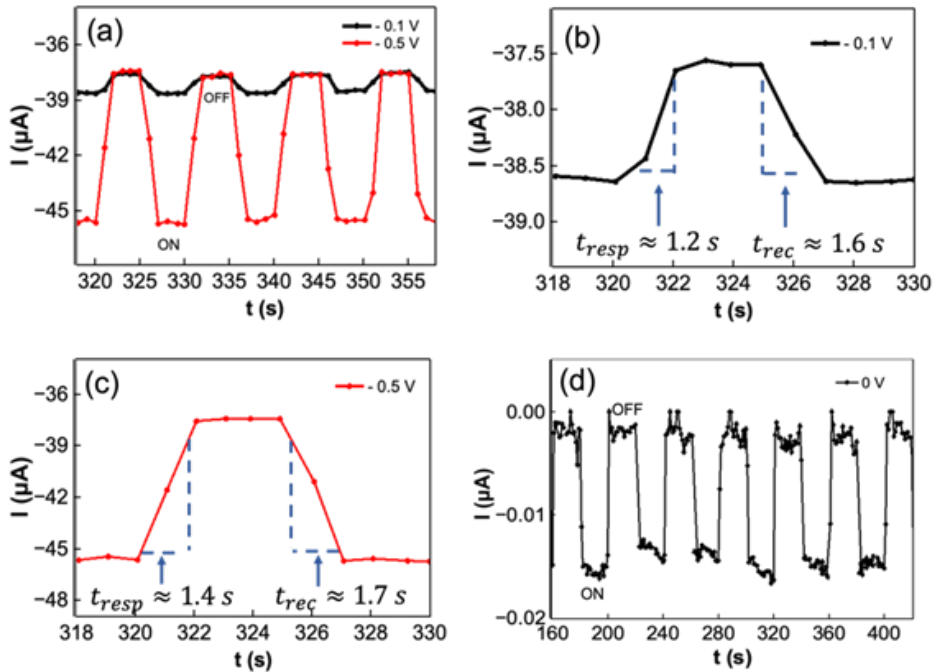 (a)
- 0.1 V
- 0.5 V
−36
−39
−42
−45
I (µA)
OFF
ON
320 325 330 335 340 345 350 355
t (s)
(b)
- 0.1 V
−37.5
−38.0
−38.5
−39.0
I (µA)
t_resp ≈ 1.2 s
t_rec ≈ 1.6 s
318 320 322 324 326 328 330
t (s)
(c)
- 0.5 V
−36
−39
−42
−45
−48
I (µA)
t_resp ≈ 1.4 s
t_rec ≈ 1.7 s
318 320 322 324 326 328 330
t (s)
(d)
0 V
0.00
−0.01
−0.02
I (µA)
OFF
ON
160 200 240 280 320 360 400
t (s)